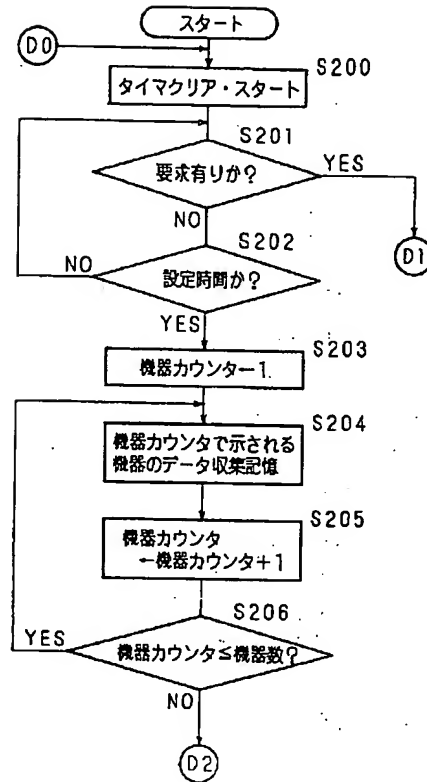 スタート
D0
S200
タイマクリア・スタート
S201
要求有りか?
YES
NO
D1
S202
NO
設定時間か?
YES
S203
機器カウンタ←1
S204
機器カウンタで示される
機器のデータ収集記憶
S205
機器カウンタ
←機器カウンタ+1
S206
YES
機器カウンタ≦機器数?
NO
D2